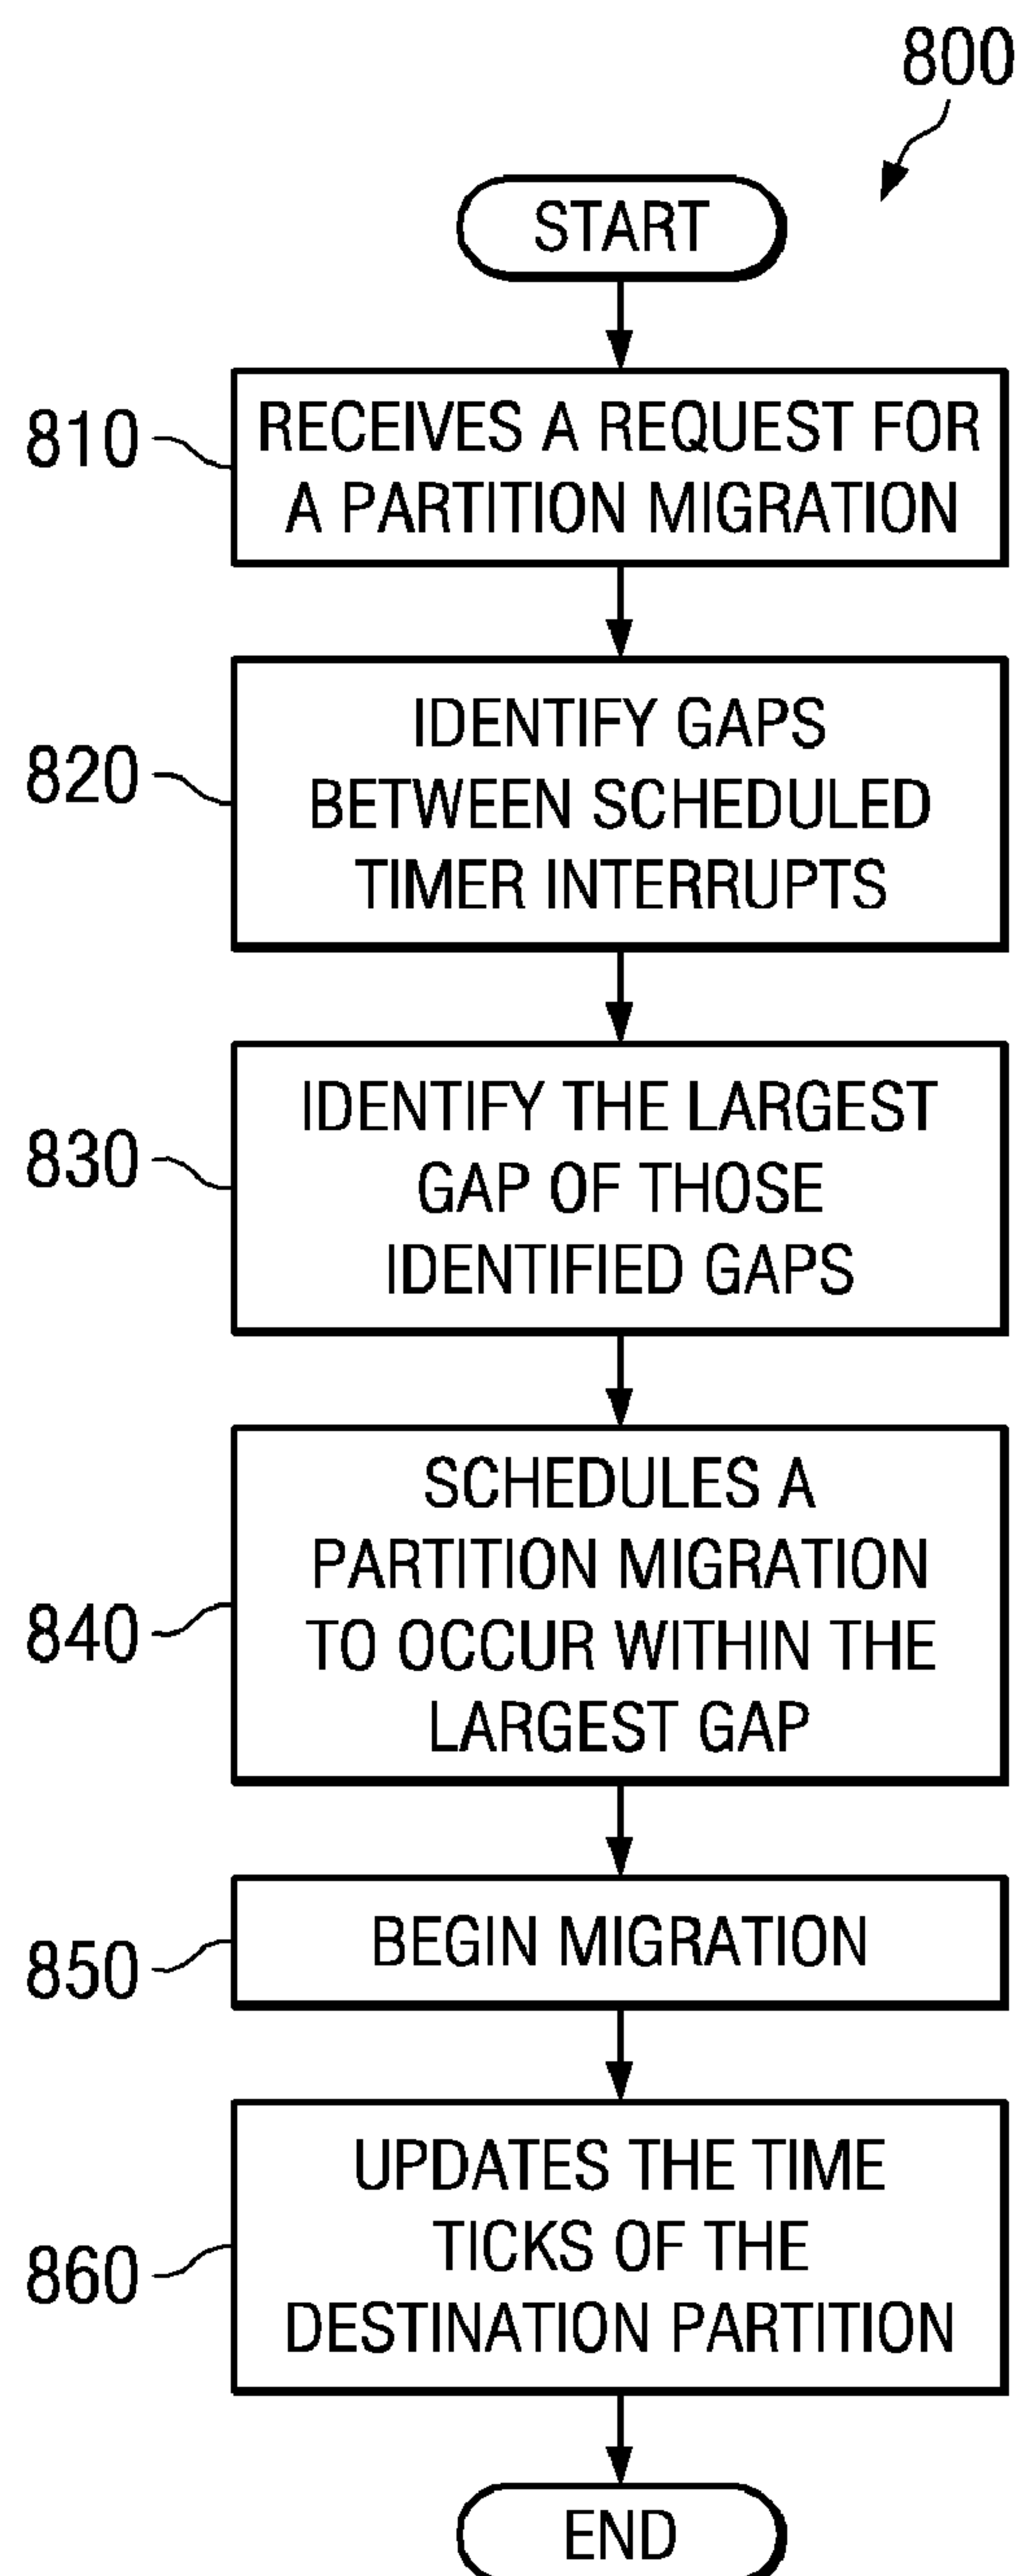 800
START
810
RECEIVES A REQUEST FOR
A PARTITION MIGRATION
820
IDENTIFY GAPS
BETWEEN SCHEDULED
TIMER INTERRUPTS
830
IDENTIFY THE LARGEST
GAP OF THOSE
IDENTIFIED GAPS
840
SCHEDULES A
PARTITION MIGRATION
TO OCCUR WITHIN THE
LARGEST GAP
850
BEGIN MIGRATION
860
UPDATES THE TIME
TICKS OF THE
DESTINATION PARTITION
END